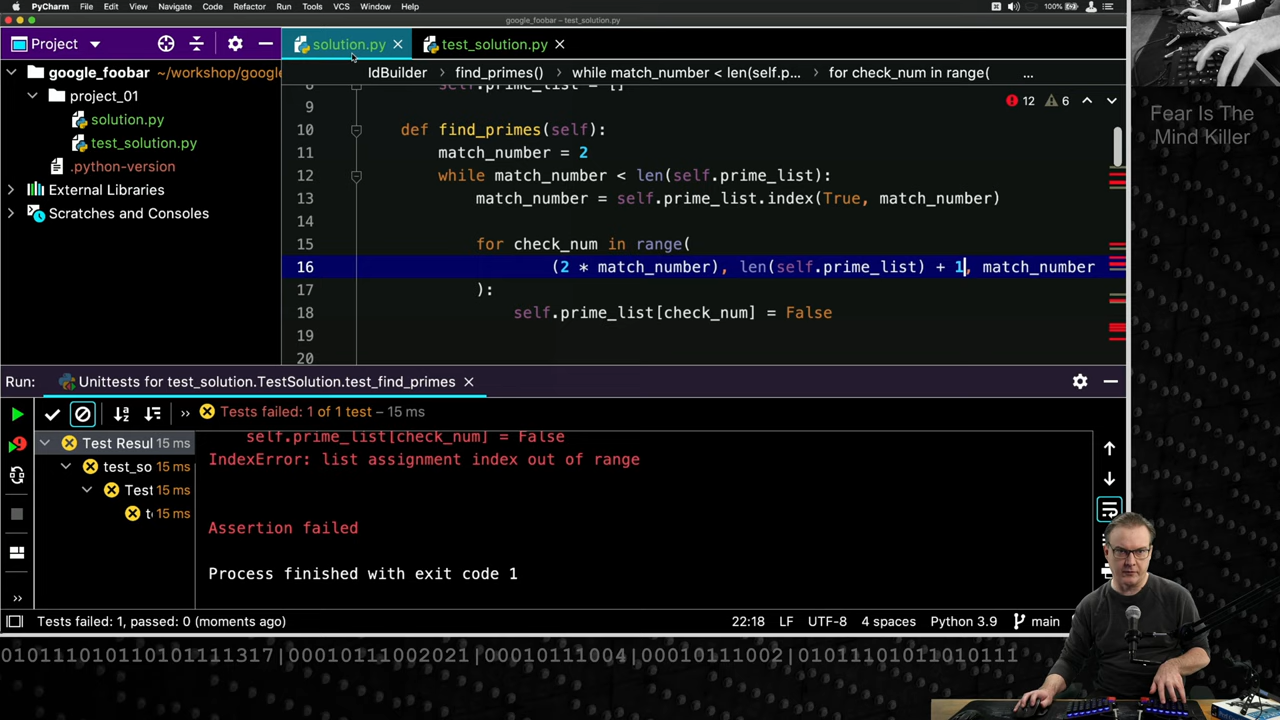 PyCharm File Edit View Navigate Code Refactor Run Tools VCS Window Help 100%
google_foobar – test_solution.py
Project
solution.py
test_solution.py
IdBuilder find_primes() while match_number < len(self.p... for check_num in range( ...
google_foobar ~/workshop/google
project_01
solution.py
test_solution.py
.python-version
External Libraries
Scratches and Consoles
12 6
8 self.prime_list = []
9
10 def find_primes(self):
11 match_number = 2
12 while match_number < len(self.prime_list):
13 match_number = self.prime_list.index(True, match_number)
14
15 for check_num in range(
16 (2 * match_number), len(self.prime_list) + 1, match_number
17 ):
18 self.prime_list[check_num] = False
19
20
Fear Is The
Mind Killer
Run: Unittests for test_solution.TestSolution.test_find_primes
Tests failed: 1 of 1 test – 15 ms
Test Resul 15 ms
test_so 15 ms
Test 15 ms
t 15 ms
self.prime_list[check_num] = False
IndexError: list assignment index out of range
Assertion failed
Process finished with exit code 1
Tests failed: 1, passed: 0 (moments ago) 22:18 LF UTF-8 4 spaces Python 3.9 main